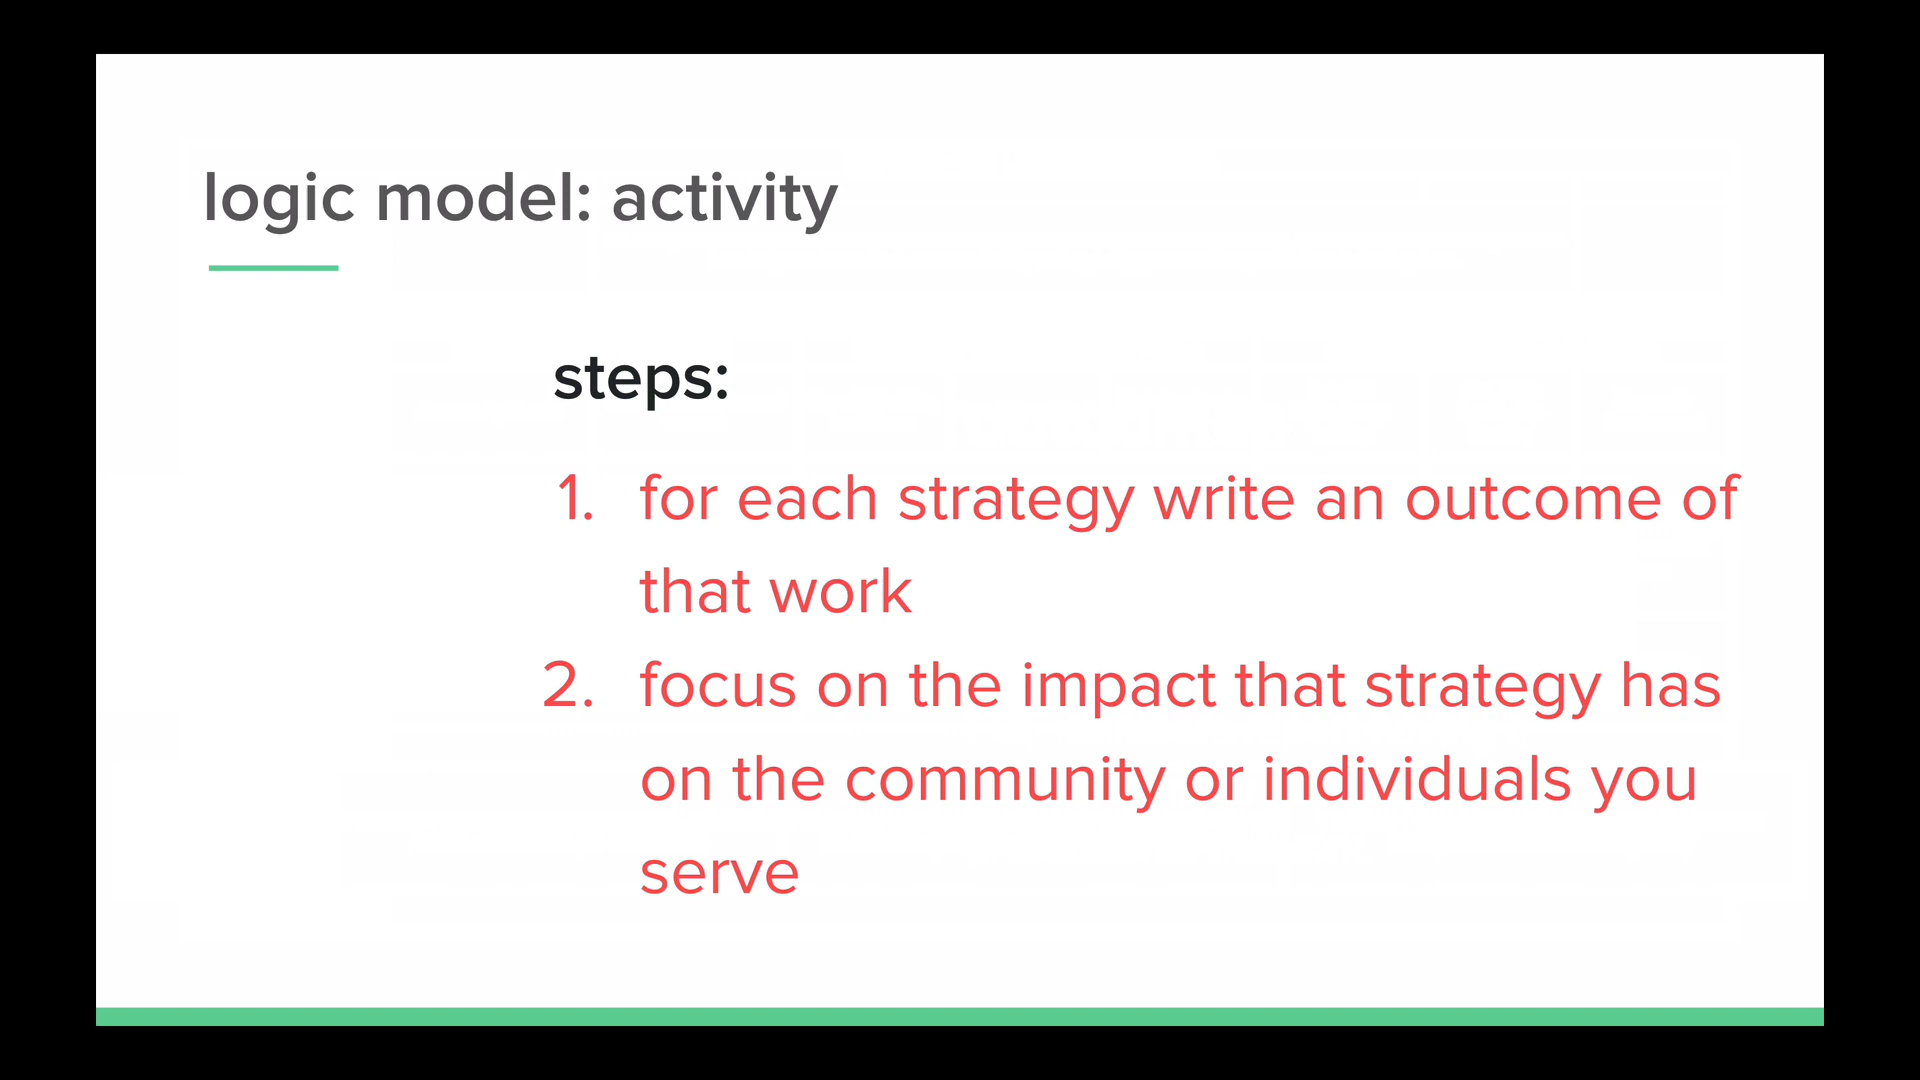 logic model: activity
steps:
1. for each strategy write an outcome of
that work
2. focus on the impact that strategy has
on the community or individuals you
serve